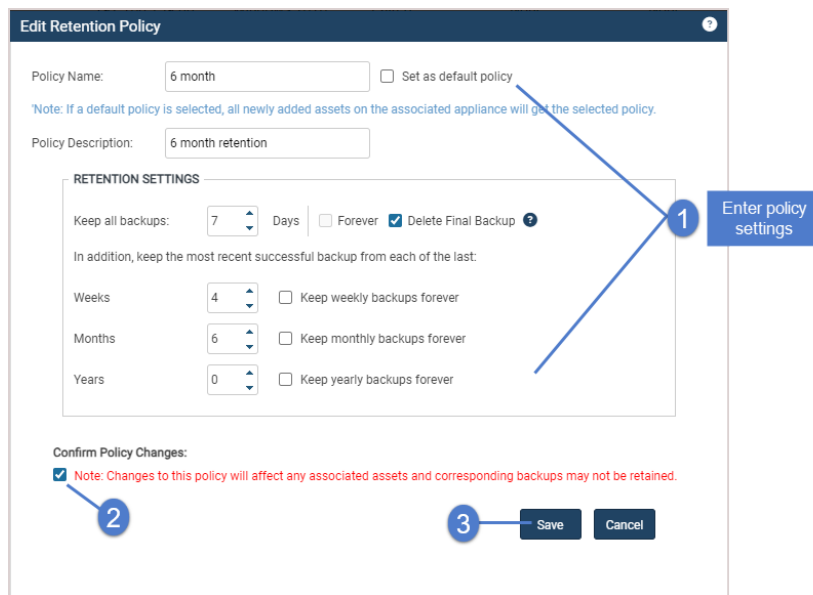 Edit Retention Policy ?
Policy Name: 6 month Set as default policy
'Note: If a default policy is selected, all newly added assets on the associated appliance will get the selected policy.
Policy Description: 6 month retention
RETENTION SETTINGS
Keep all backups: 7 Days Forever Delete Final Backup ?
1 Enter policy
settings
In addition, keep the most recent successful backup from each of the last:
Weeks 4 Keep weekly backups forever
Months 6 Keep monthly backups forever
Years 0 Keep yearly backups forever
Confirm Policy Changes:
Note: Changes to this policy will affect any associated assets and corresponding backups may not be retained.
2
3 Save Cancel